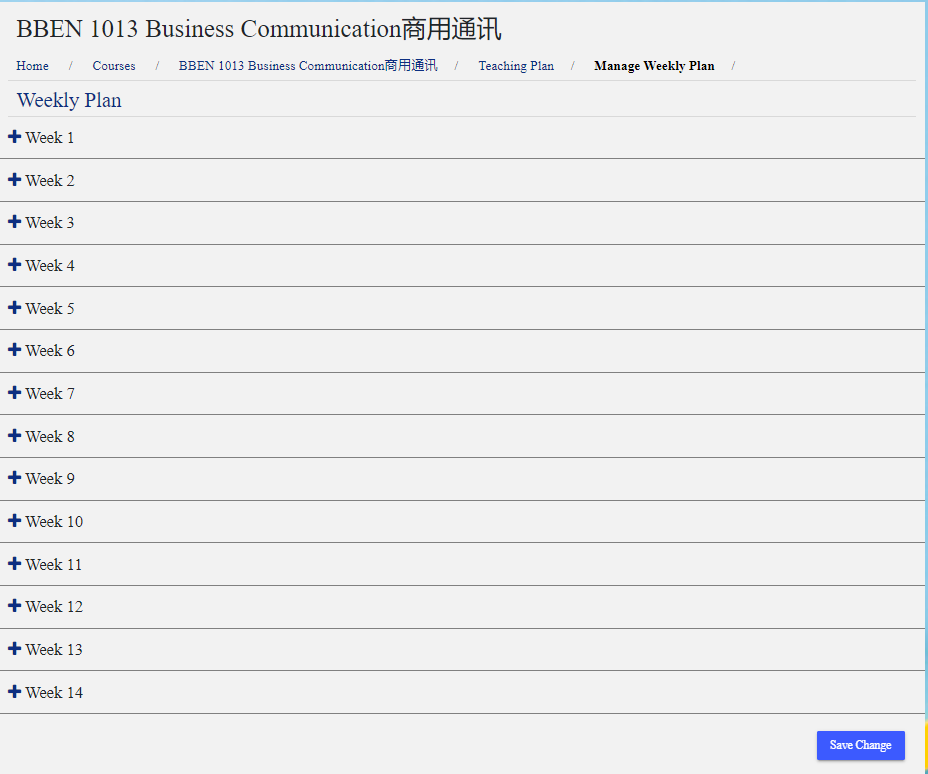 BBEN 1013 Business Communication商用通讯
Home / Courses / BBEN 1013 Business Communication商用通讯 / Teaching Plan / Manage Weekly Plan /
Weekly Plan
Week 1
Week 2
Week 3
Week 4
Week 5
Week 6
Week 7
Week 8
Week 9
Week 10
Week 11
Week 12
Week 13
Week 14
Save Change